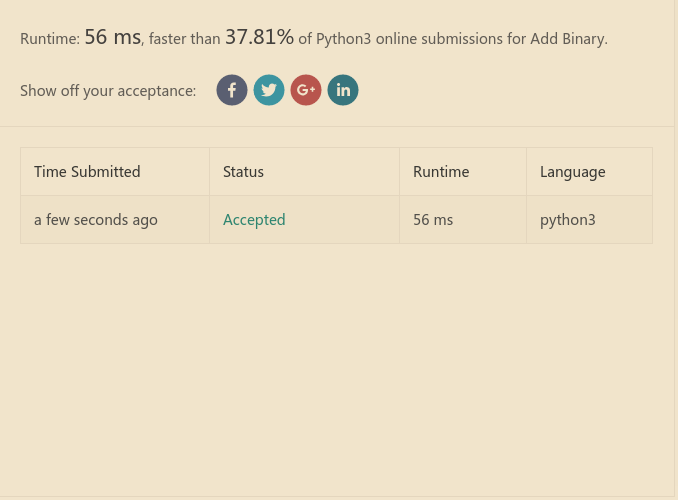 Runtime: 56 ms, faster than 37.81% of Python3 online submissions for Add Binary.
Show off your acceptance:
Time Submitted Status Runtime Language
a few seconds ago Accepted 56 ms python3